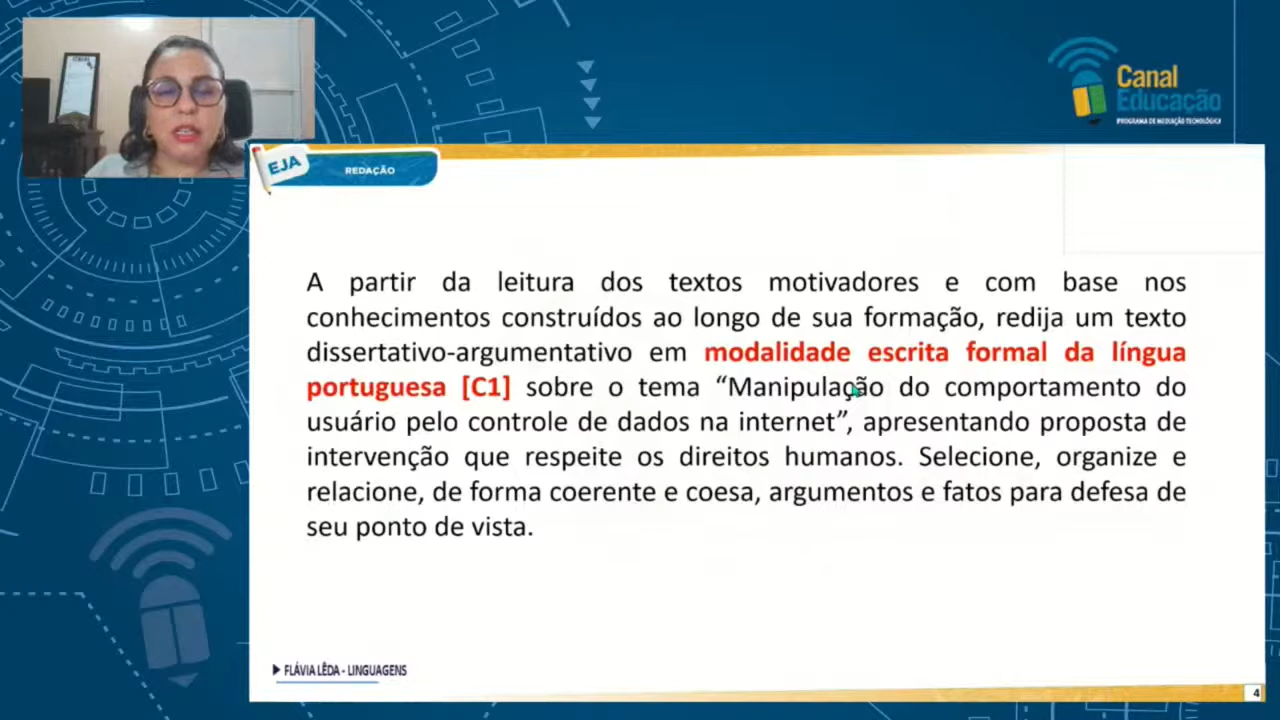 Canal
Educação
PROGRAMA DE MEDIAÇÃO TECNOLÓGICA
EJA
REDAÇÃO
A partir da leitura dos textos motivadores e com base nos
conhecimentos construídos ao longo de sua formação, redija um texto
dissertativo-argumentativo em modalidade escrita formal da língua
portuguesa [C1] sobre o tema “Manipulação do comportamento do
usuário pelo controle de dados na internet”, apresentando proposta de
intervenção que respeite os direitos humanos. Selecione, organize e
relacione, de forma coerente e coesa, argumentos e fatos para defesa de
seu ponto de vista.
FLÁVIA LÊDA - LINGUAGENS
4